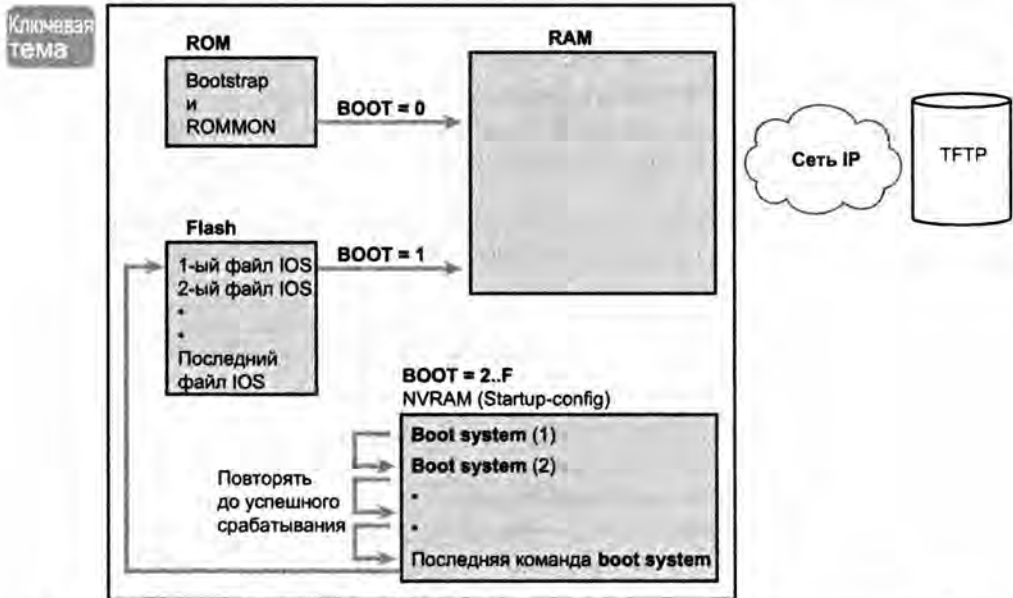 Ключевая
тема
ROM
Bootstrap
и
ROMMON
BOOT = 0
RAM
Сеть IP
TFTP
Flash
1-ый файл IOS
2-ый файл IOS
•
•
Последний
файл IOS
BOOT = 1
BOOT = 2..F
NVRAM (Startup-config)
Boot system (1)
Boot system (2)
•
•
Последняя команда boot system
Повторять
до успешного
срабатывания